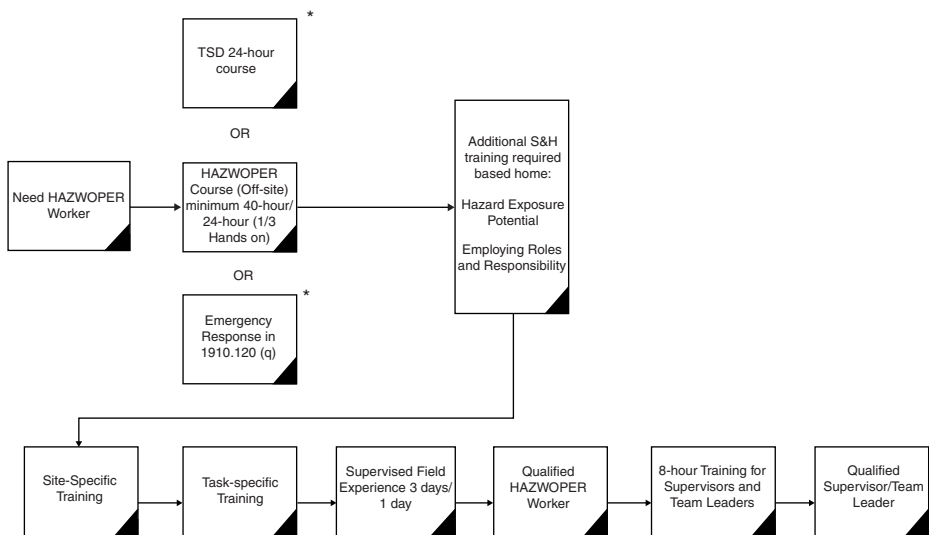 *
TSD 24-hour
course
OR
Need HAZWOPER
Worker
HAZWOPER
Course (Off-site)
minimum 40-hour/
24-hour (1/3
Hands on)
OR
*
Emergency
Response in
1910.120 (q)
Additional S&H
training required
based home:
Hazard Exposure
Potential
Employing Roles
and Responsibility
Site-Specific
Training
Task-specific
Training
Supervised Field
Experience 3 days/
1 day
Qualified
HAZWOPER
Worker
8-hour Training for
Supervisors and
Team Leaders
Qualified
Supervisor/Team
Leader